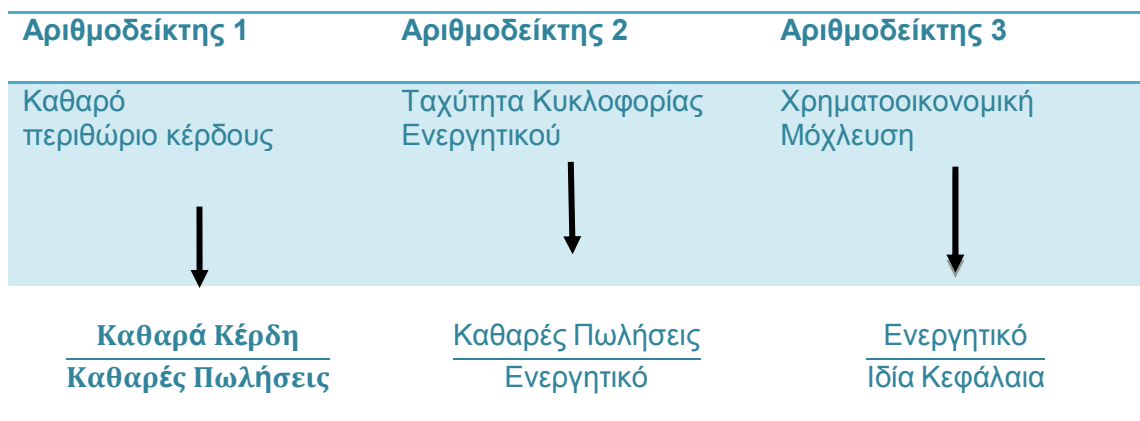 Αριθμοδείκτης 1 Αριθμοδείκτης 2 Αριθμοδείκτης 3
Καθαρό Ταχύτητα Κυκλοφορίας Χρηματοοικονομική
περιθώριο κέρδους Ενεργητικού Μόχλευση
Καθαρά Κέρδη Καθαρές Πωλήσεις Ενεργητικό
Καθαρές Πωλήσεις Ενεργητικό Ιδία Κεφάλαια